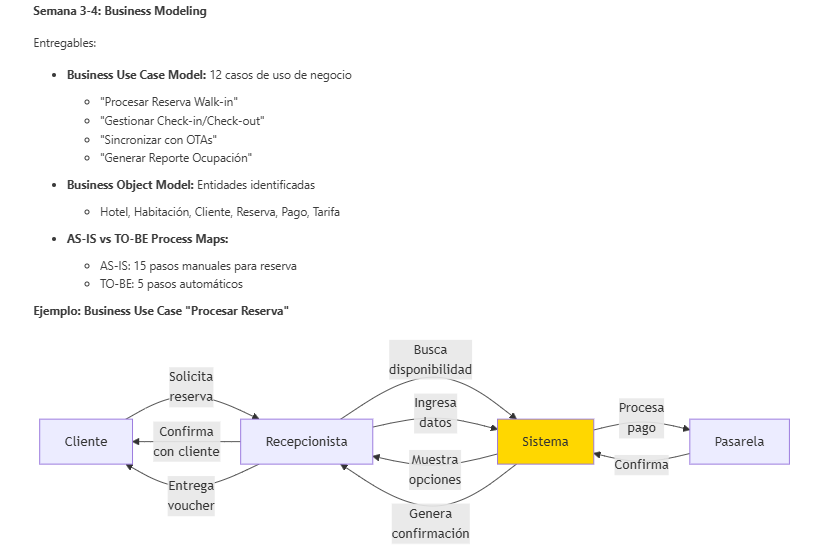 Semana 3-4: Business Modeling
Entregables:
Business Use Case Model: 12 casos de uso de negocio
"Procesar Reserva Walk-in"
"Gestionar Check-in/Check-out"
"Sincronizar con OTAs"
"Generar Reporte Ocupación"
Business Object Model: Entidades identificadas
Hotel, Habitación, Cliente, Reserva, Pago, Tarifa
AS-IS vs TO-BE Process Maps:
AS-IS: 15 pasos manuales para reserva
TO-BE: 5 pasos automáticos
Ejemplo: Business Use Case "Procesar Reserva"
Busca
disponibilidad
Solicita
reserva
Ingresa
datos
Procesa
pago
Cliente
Confirma
con cliente
Recepcionista
Sistema
Pasarela
Muestra
opciones
Confirma
Entrega
voucher
Genera
confirmación